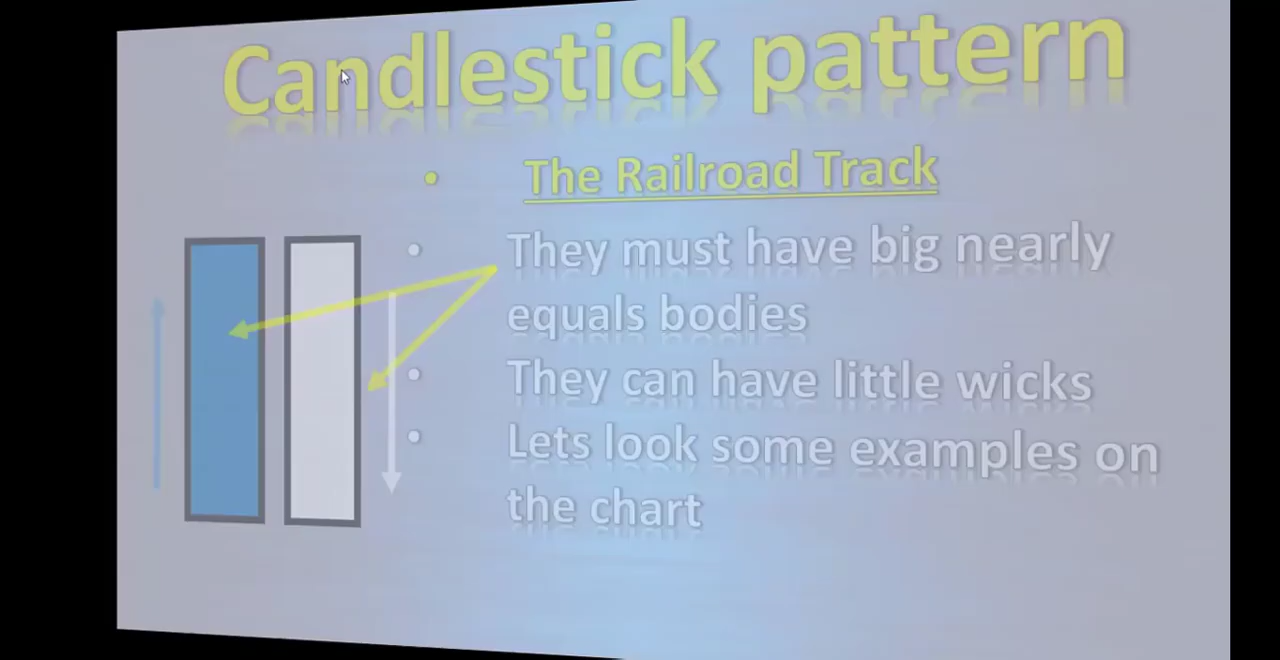 Candlestick pattern
• The Railroad Track
• They must have big nearly
equals bodies
• They can have little wicks
• Lets look some examples on
the chart